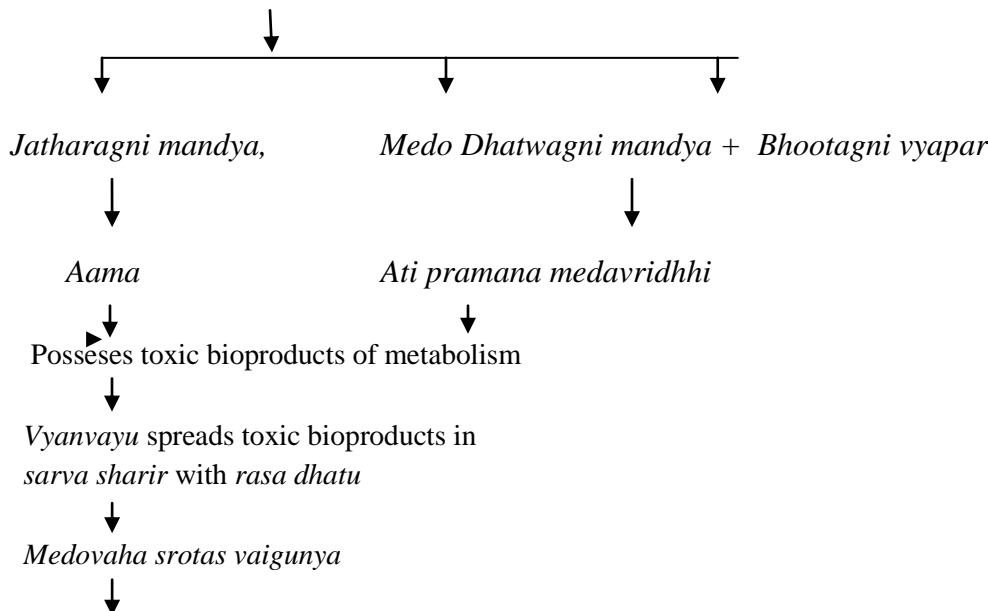 Jatharagni mandya, Medo Dhatwagni mandya + Bhootagni vyapar
Aama Ati pramana medavridhhi
Posseses toxic bioproducts of metabolism
Vyanvayu spreads toxic bioproducts in
sarva sharir with rasa dhatu
Medovaha srotas vaigunya